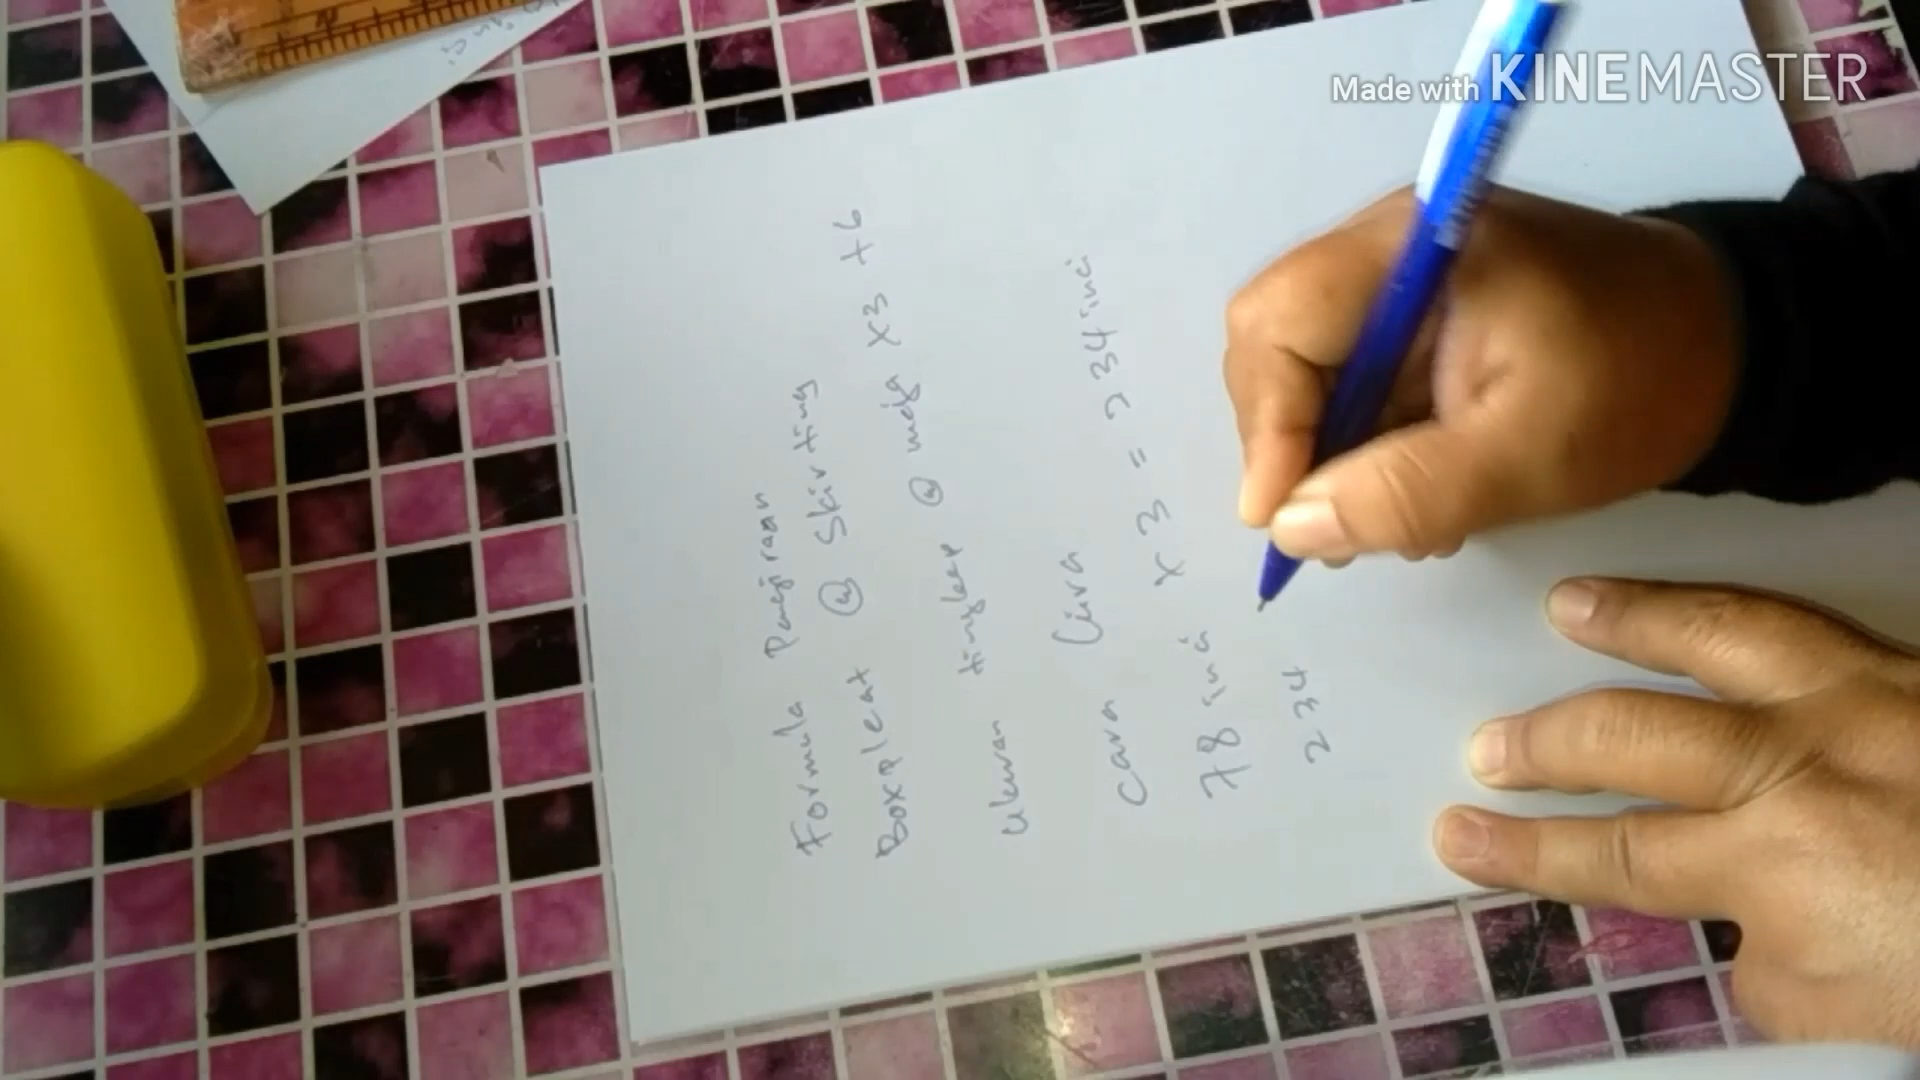 Made with KINEMASTER
Formula Pengiraan
Boxpleat @ Skirting
Ukuran tingkap @ meja x3 +6
Cara kira
78 inci x 3 = 234 inci
234